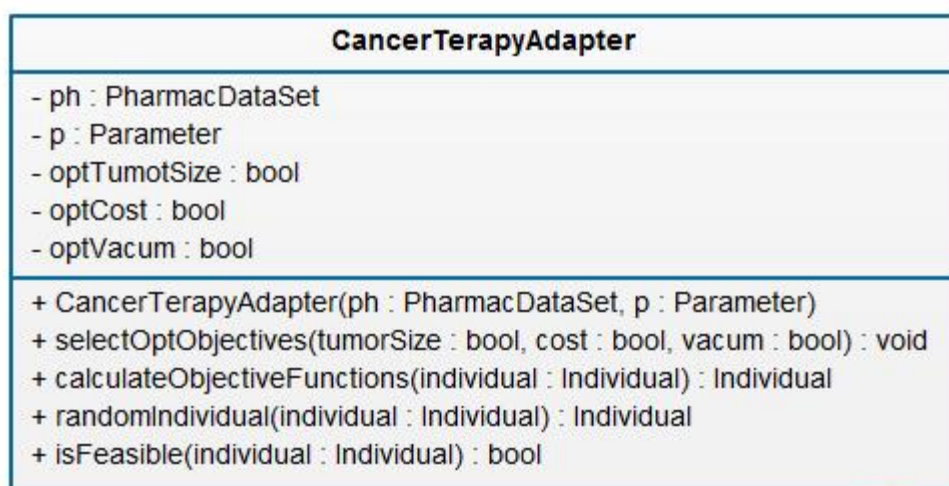 CancerTerapyAdapter
- ph : PharmacDataSet
- p : Parameter
- optTumotSize : bool
- optCost : bool
- optVacum : bool
+ CancerTerapyAdapter(ph : PharmacDataSet, p : Parameter)
+ selectOptObjectives(tumorSize : bool, cost : bool, vacum : bool) : void
+ calculateObjectiveFunctions(individual : Individual) : Individual
+ randomIndividual(individual : Individual) : Individual
+ isFeasible(individual : Individual) : bool